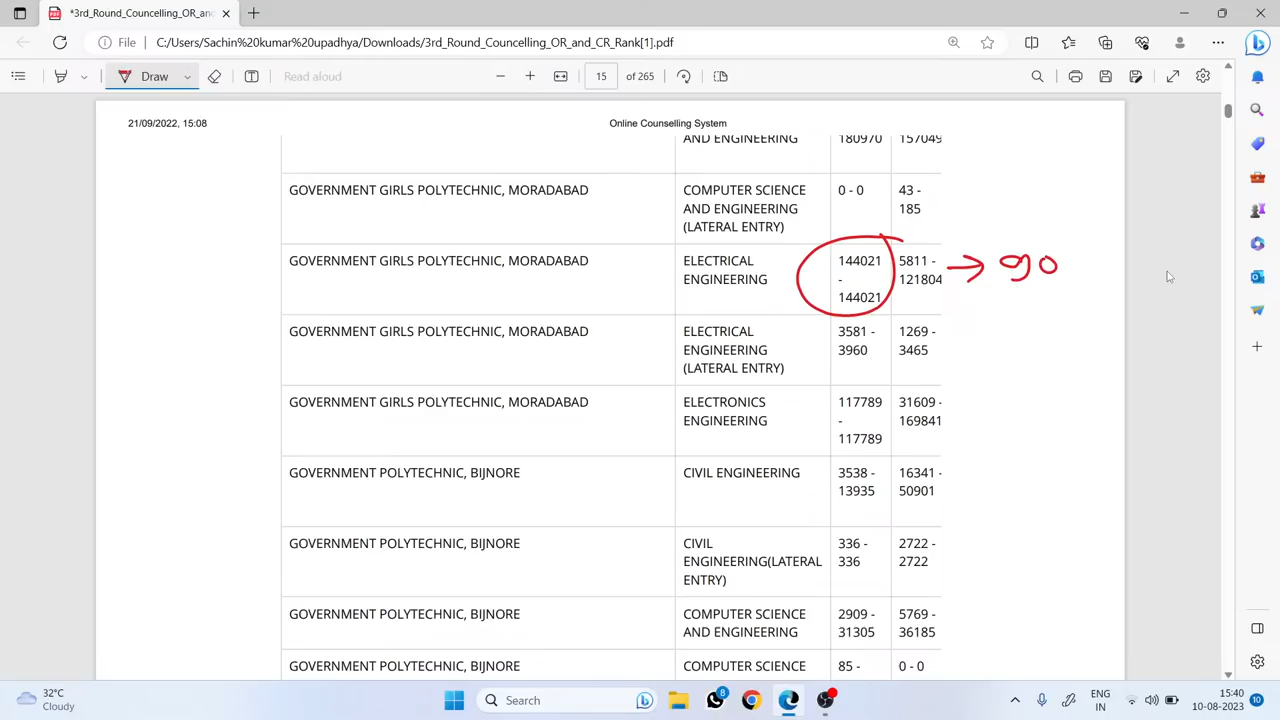 *3rd_Round_Councelling_OR_and
File
C:/Users/Sachin%20kumar%20upadhya/Downloads/3rd_Round_Councelling_OR_and_CR_Rank[1].pdf
Draw
Read aloud
15
of 265
21/09/2022, 15:08
Online Counselling System
AND ENGINEERING
180970
157049
GOVERNMENT GIRLS POLYTECHNIC, MORADABAD
COMPUTER SCIENCE
AND ENGINEERING
(LATERAL ENTRY)
0 - 0
43 -
185
GOVERNMENT GIRLS POLYTECHNIC, MORADABAD
ELECTRICAL
ENGINEERING
144021
-
144021
5811 -
121804
GOVERNMENT GIRLS POLYTECHNIC, MORADABAD
ELECTRICAL
ENGINEERING
(LATERAL ENTRY)
3581 -
3960
1269 -
3465
GOVERNMENT GIRLS POLYTECHNIC, MORADABAD
ELECTRONICS
ENGINEERING
117789
-
117789
31609 -
169841
GOVERNMENT POLYTECHNIC, BIJNORE
CIVIL ENGINEERING
3538 -
13935
16341 -
50901
GOVERNMENT POLYTECHNIC, BIJNORE
CIVIL
ENGINEERING(LATERAL
ENTRY)
336 -
336
2722 -
2722
GOVERNMENT POLYTECHNIC, BIJNORE
COMPUTER SCIENCE
AND ENGINEERING
2909 -
31305
5769 -
36185
GOVERNMENT POLYTECHNIC, BIJNORE
COMPUTER SCIENCE
85 -
0 - 0
32°C
Cloudy
Search
8
ENG
IN
15:40
10-08-2023
10